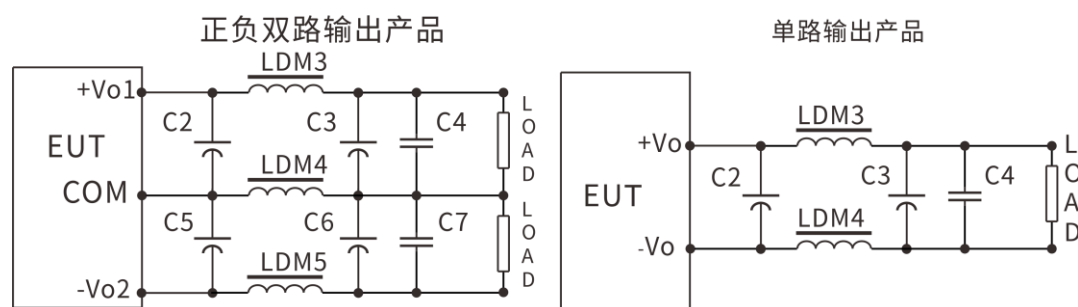 正负双路输出产品
LDM3
+Vo1
C2
C3
C4
LOAD
EUT
LDM4
COM
C5
C6
C7
LOAD
LDM5
-Vo2
单路输出产品
LDM3
+Vo
C2
C3
C4
LOAD
EUT
LDM4
-Vo